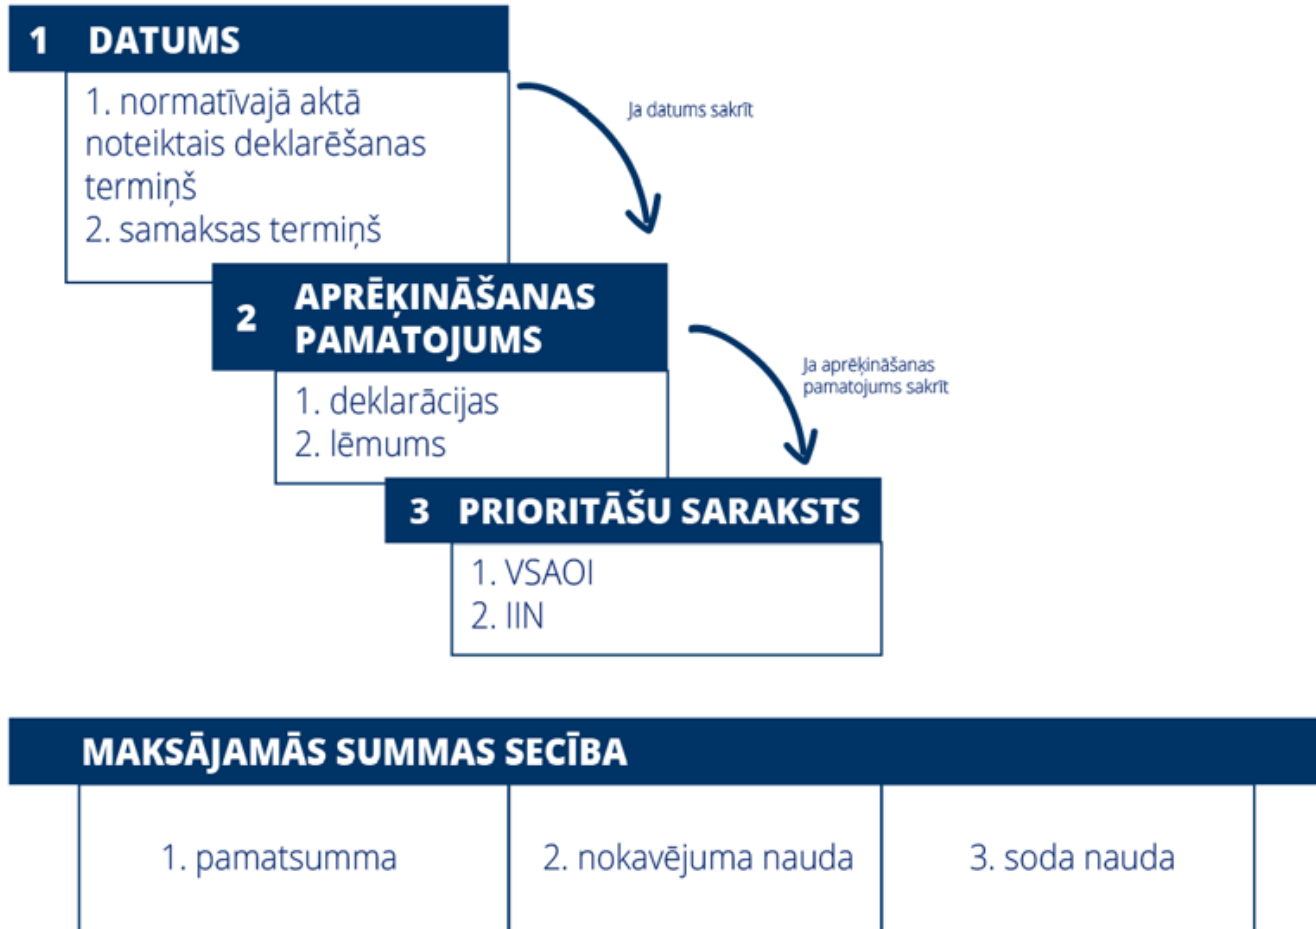 1 DATUMS
1. normatīvajā aktā
noteiktais deklarēšanas
termiņš
2. samaksas termiņš
Ja datums sakrīt
2 APRĒĶINĀŠANAS
PAMATOJUMS
1. deklarācijas
2. lēmums
Ja aprēķināšanas
pamatojums sakrīt
3 PRIORITĀŠU SARAKSTS
1. VSAOI
2. IIN
MAKSĀJAMĀS SUMMAS SECĪBA
1. pamatsumma
2. nokavējuma nauda
3. soda nauda